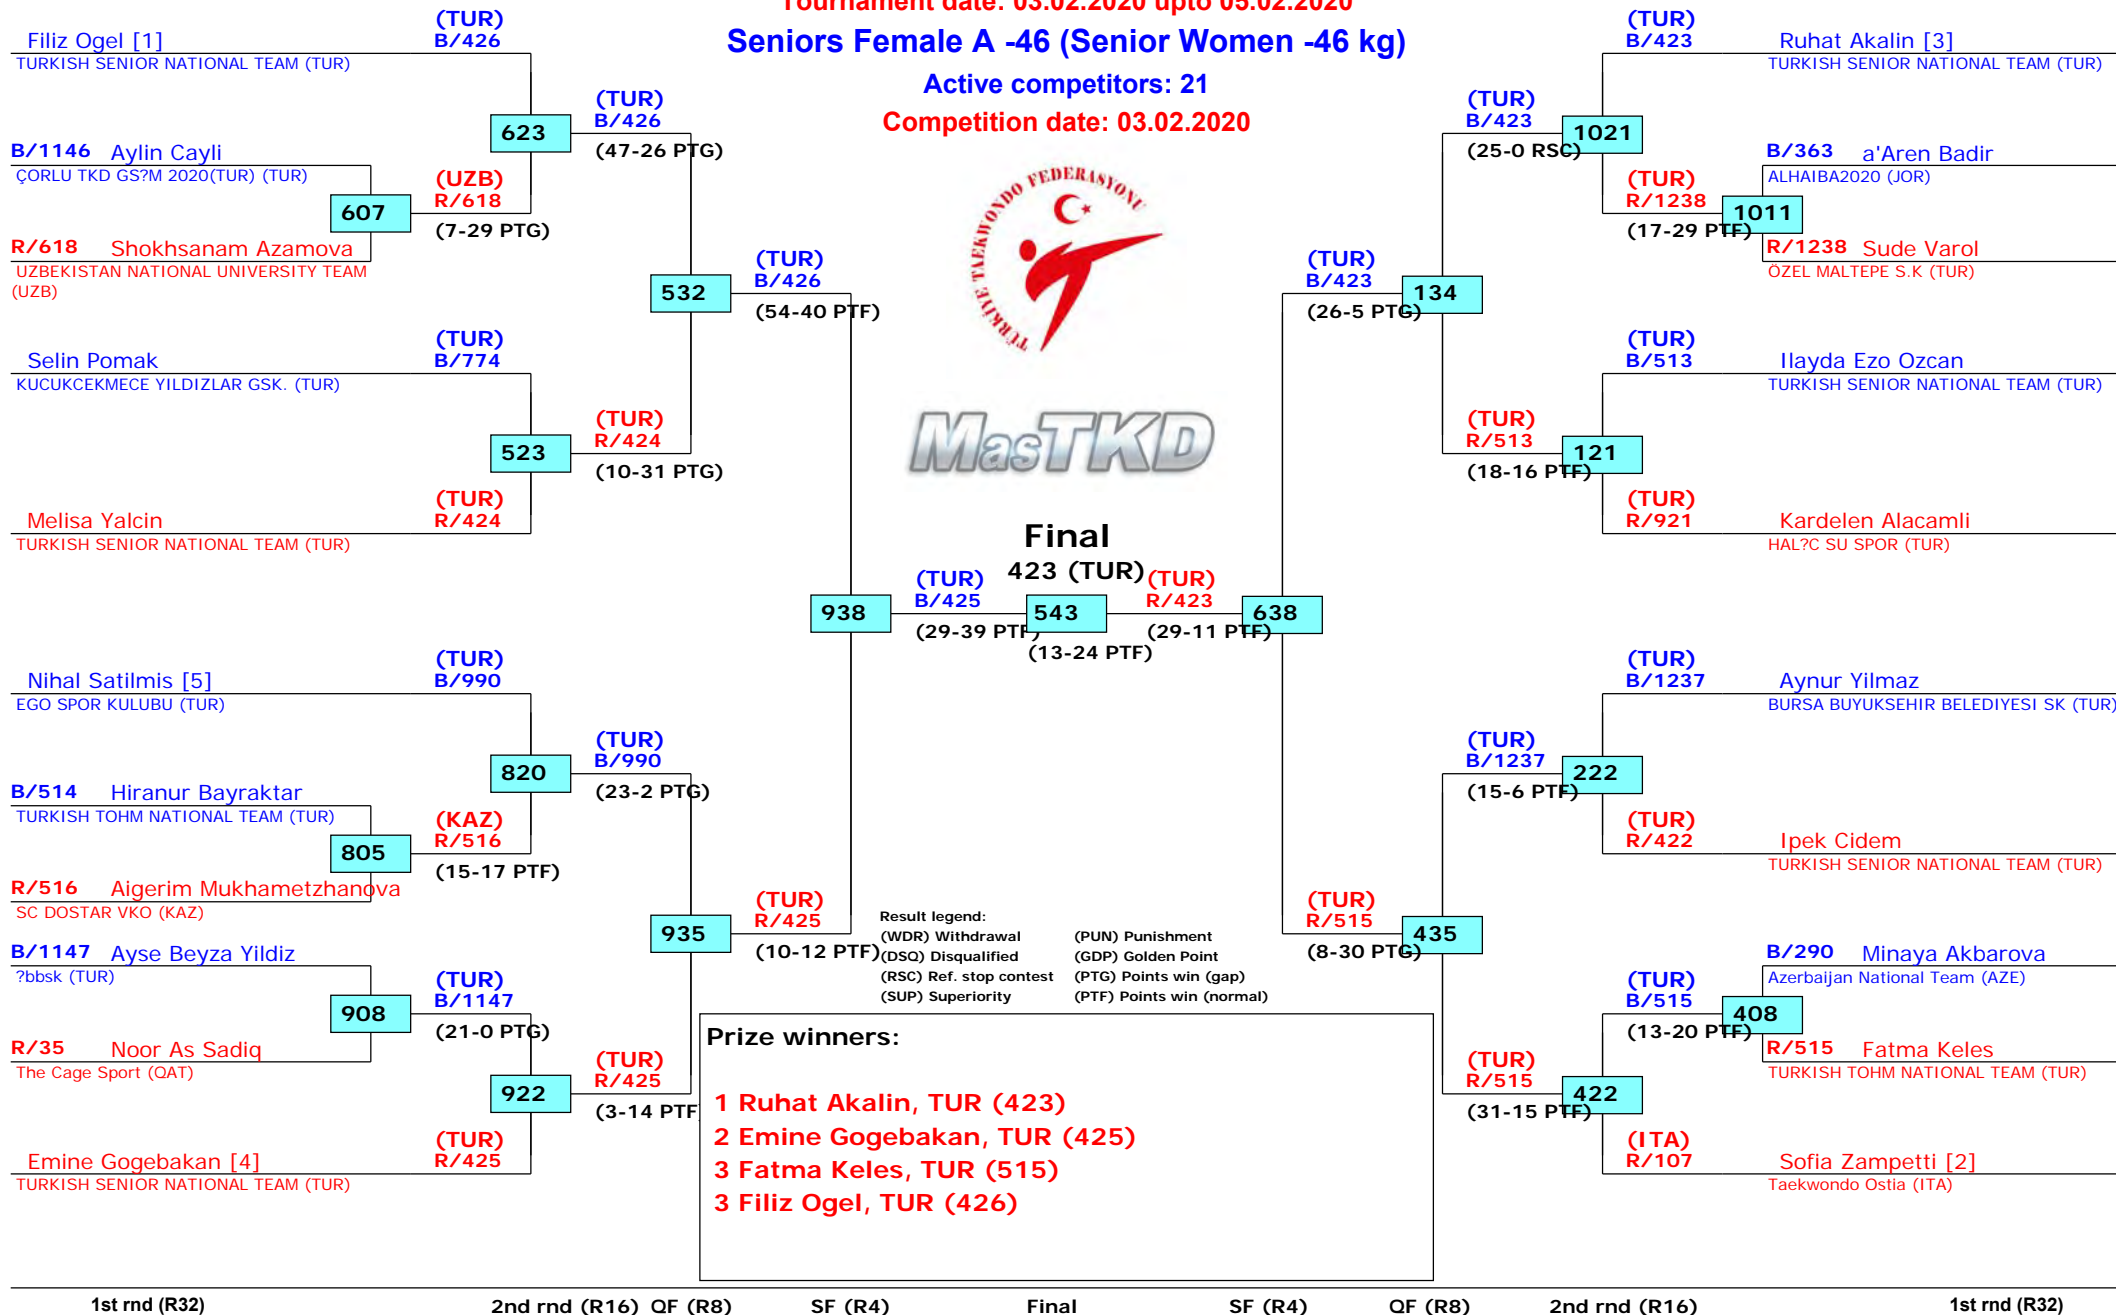 Tournament date: 03.02.2020 upto 05.02.2020
Seniors Female A -46 (Senior Women -46 kg)
Active competitors: 21
Competition date: 03.02.2020
Filiz Ogel [1]
TURKISH SENIOR NATIONAL TEAM (TUR)
(TUR)
B/426
B/1146 Aylin Cayli
ÇORLU TKD GS?M 2020(TUR) (TUR)
R/618 Shokhsanam Azamova
UZBEKISTAN NATIONAL UNIVERSITY TEAM
(UZB)
607
(UZB)
R/618
(7-29 PTG)
623
(TUR)
B/426
(47-26 PTG)
Selin Pomak
KUCUKCEKMECE YILDIZLAR GSK. (TUR)
(TUR)
B/774
Melisa Yalcin
TURKISH SENIOR NATIONAL TEAM (TUR)
(TUR)
R/424
523
(TUR)
R/424
(10-31 PTG)
532
(TUR)
B/426
(54-40 PTF)
Nihal Satilmis [5]
EGO SPOR KULUBU (TUR)
(TUR)
B/990
B/514 Hiranur Bayraktar
TURKISH TOHM NATIONAL TEAM (TUR)
R/516 Aigerim Mukhametzhanova
SC DOSTAR VKO (KAZ)
805
(KAZ)
R/516
(15-17 PTF)
820
(TUR)
B/990
(23-2 PTG)
B/1147 Ayse Beyza Yildiz
?bbsk (TUR)
R/35 Noor As Sadiq
The Cage Sport (QAT)
908
(TUR)
B/1147
(21-0 PTG)
Emine Gogebakan [4]
TURKISH SENIOR NATIONAL TEAM (TUR)
(TUR)
R/425
922
(TUR)
R/425
(3-14 PTF
935
(TUR)
R/425
(10-12 PTF)
938
(TUR)
B/425
(29-39 PTF)
TÜRKİYE TAEKWONDO FEDERASYONU
MasTKD
Final
423 (TUR)
543
(13-24 PTF)
(TUR)
R/423
(29-11 PTF)
638
(TUR)
B/423
(26-5 PTG)
134
(TUR)
B/423
(25-0 RSC)
1021
(TUR)
B/423
Ruhat Akalin [3]
TURKISH SENIOR NATIONAL TEAM (TUR)
B/363 a'Aren Badir
ALHAIBA2020 (JOR)
(TUR)
R/1238
(17-29 PTF)
1011
R/1238 Sude Varol
ÖZEL MALTEPE S.K (TUR)
(TUR)
B/513
Ilayda Ezo Ozcan
TURKISH SENIOR NATIONAL TEAM (TUR)
(TUR)
R/513
(18-16 PTF)
121
(TUR)
R/921
Kardelen Alacamli
HAL?C SU SPOR (TUR)
(TUR)
B/1237
Aynur Yilmaz
BURSA BUYUKSEHIR BELEDIYESI SK (TUR)
(TUR)
B/1237
(15-6 PTF)
222
(TUR)
R/422
Ipek Cidem
TURKISH SENIOR NATIONAL TEAM (TUR)
(TUR)
R/515
(8-30 PTG)
435
B/290 Minaya Akbarova
Azerbaijan National Team (AZE)
(TUR)
B/515
(13-20 PTF)
408
R/515 Fatma Keles
TURKISH TOHM NATIONAL TEAM (TUR)
(TUR)
R/515
(31-15 PTF)
422
(ITA)
R/107
Sofia Zampetti [2]
Taekwondo Ostia (ITA)
Result legend:
(WDR) Withdrawal (PUN) Punishment
(DSQ) Disqualified (GDP) Golden Point
(RSC) Ref. stop contest (PTG) Points win (gap)
(SUP) Superiority (PTF) Points win (normal)
Prize winners:
1 Ruhat Akalin, TUR (423)
2 Emine Gogebakan, TUR (425)
3 Fatma Keles, TUR (515)
3 Filiz Ogel, TUR (426)
1st rnd (R32) 2nd rnd (R16) QF (R8) SF (R4) Final SF (R4) QF (R8) 2nd rnd (R16) 1st rnd (R32)